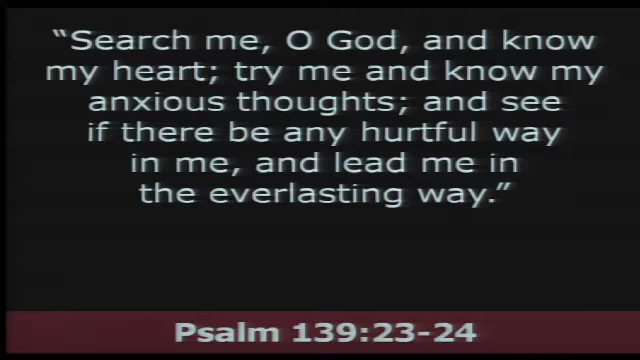 “Search me, O God, and know
my heart; try me and know my
anxious thoughts; and see
if there be any hurtful way
in me, and lead me in
the everlasting way.”
Psalm 139:23-24